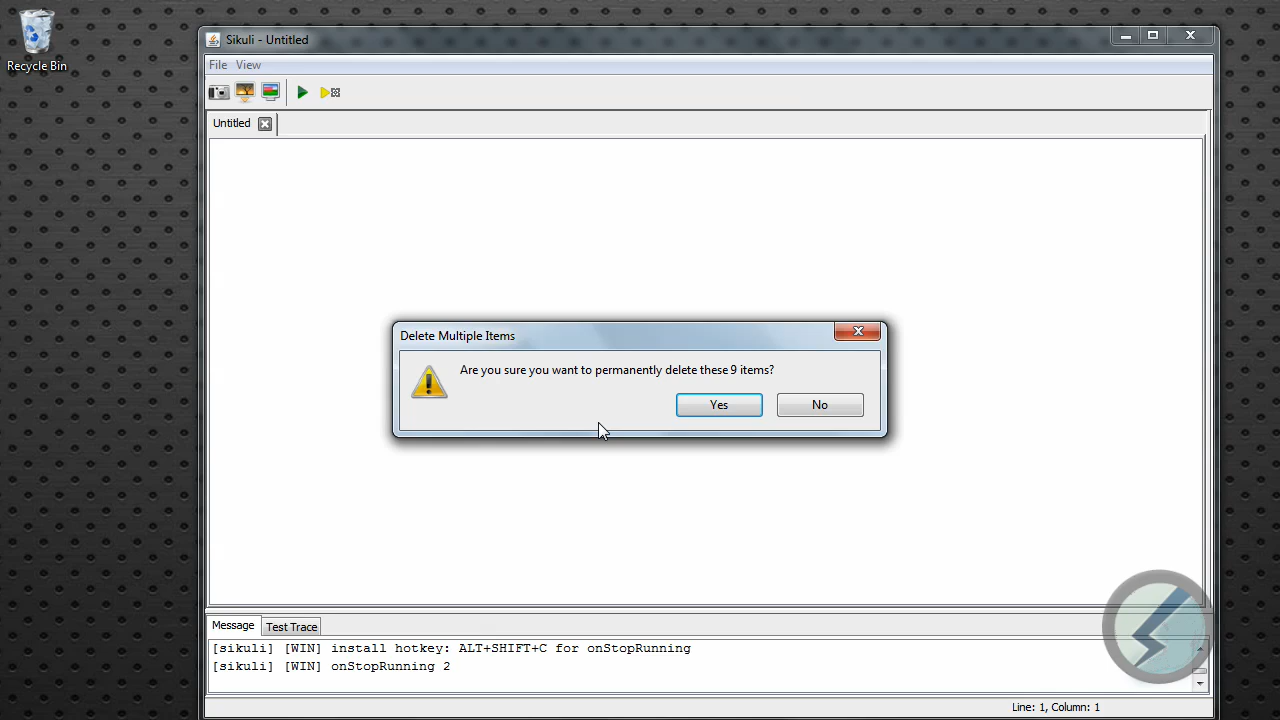 Recycle Bin
Sikuli - Untitled
File View
Untitled
Delete Multiple Items
Are you sure you want to permanently delete these 9 items?
Yes No
Message Test Trace
[sikuli] [WIN] install hotkey: ALT+SHIFT+C for onStopRunning
[sikuli] [WIN] onStopRunning 2
Line: 1, Column: 1